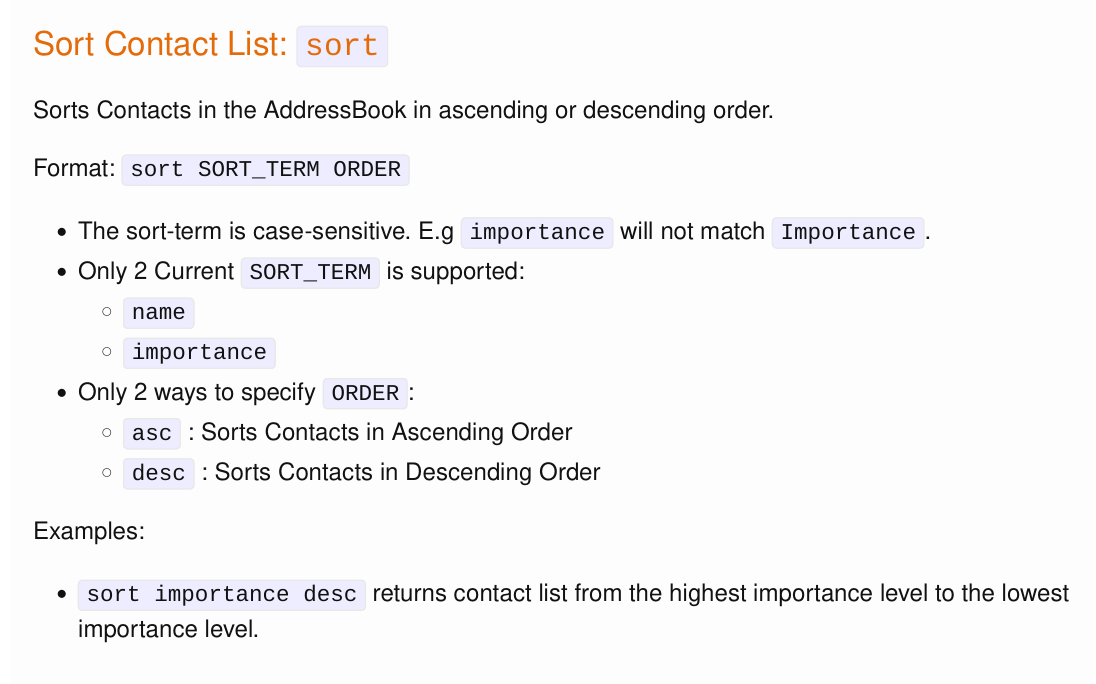 Sort Contact List: sort
Sorts Contacts in the AddressBook in ascending or descending order.
Format: sort SORT_TERM ORDER
The sort-term is case-sensitive. E.g importance will not match Importance.
Only 2 Current SORT_TERM is supported:
name
importance
Only 2 ways to specify ORDER:
asc : Sorts Contacts in Ascending Order
desc : Sorts Contacts in Descending Order
Examples:
sort importance desc returns contact list from the highest importance level to the lowest
importance level.